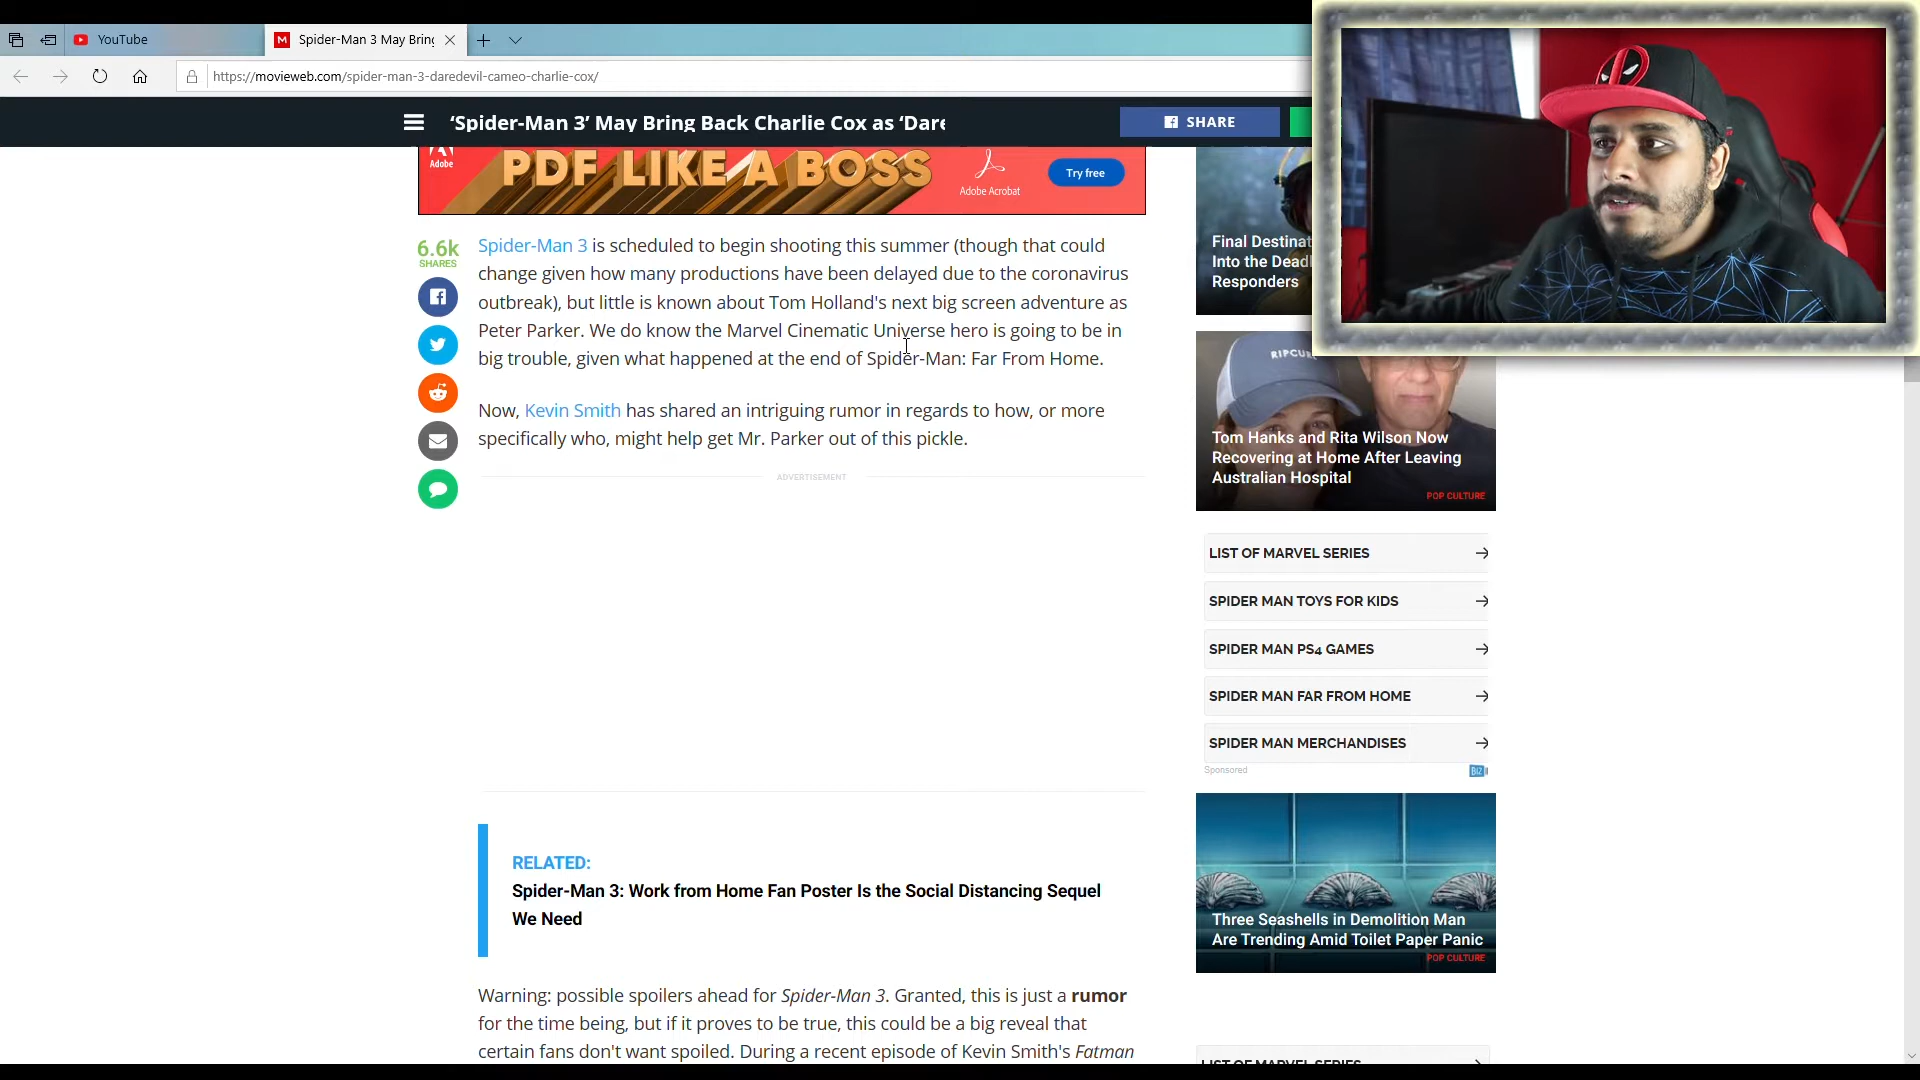 YouTube
Spider-Man 3 May Bring
https://movieweb.com/spider-man-3-daredevil-cameo-charlie-cox/
‘Spider-Man 3’ May Bring Back Charlie Cox as ‘Dare
SHARE
Adobe
PDF LIKE A BOSS
Adobe Acrobat
Try free
6.6k
SHARES
Spider-Man 3 is scheduled to begin shooting this summer (though that could
change given how many productions have been delayed due to the coronavirus
outbreak), but little is known about Tom Holland's next big screen adventure as
Peter Parker. We do know the Marvel Cinematic Universe hero is going to be in
big trouble, given what happened at the end of Spider-Man: Far From Home.
Now, Kevin Smith has shared an intriguing rumor in regards to how, or more
specifically who, might help get Mr. Parker out of this pickle.
ADVERTISEMENT
RELATED:
Spider-Man 3: Work from Home Fan Poster Is the Social Distancing Sequel
We Need
Warning: possible spoilers ahead for Spider-Man 3. Granted, this is just a rumor
for the time being, but if it proves to be true, this could be a big reveal that
certain fans don't want spoiled. During a recent episode of Kevin Smith's Fatman
Final Destinat
Into the Deadl
Responders
Tom Hanks and Rita Wilson Now
Recovering at Home After Leaving
Australian Hospital
POP CULTURE
LIST OF MARVEL SERIES
SPIDER MAN TOYS FOR KIDS
SPIDER MAN PS4 GAMES
SPIDER MAN FAR FROM HOME
SPIDER MAN MERCHANDISES
Sponsored
Three Seashells in Demolition Man
Are Trending Amid Toilet Paper Panic
POP CULTURE
LIST OF MARVEL SERIES